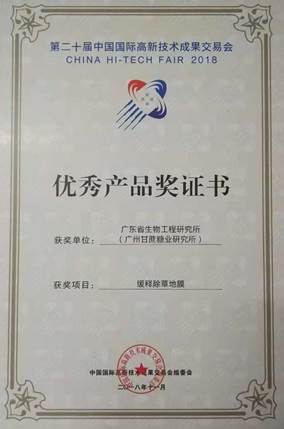 第二十届中国国际高新技术成果交易会
CHINA HI-TECH FAIR 2018
优秀产品奖证书
获奖单位：
广东省生物工程研究所
（广州甘蔗糖业研究所）
获奖项目：
缓释除草地膜
中国国际高新技术成果交易会组委会
二〇一八年十一月